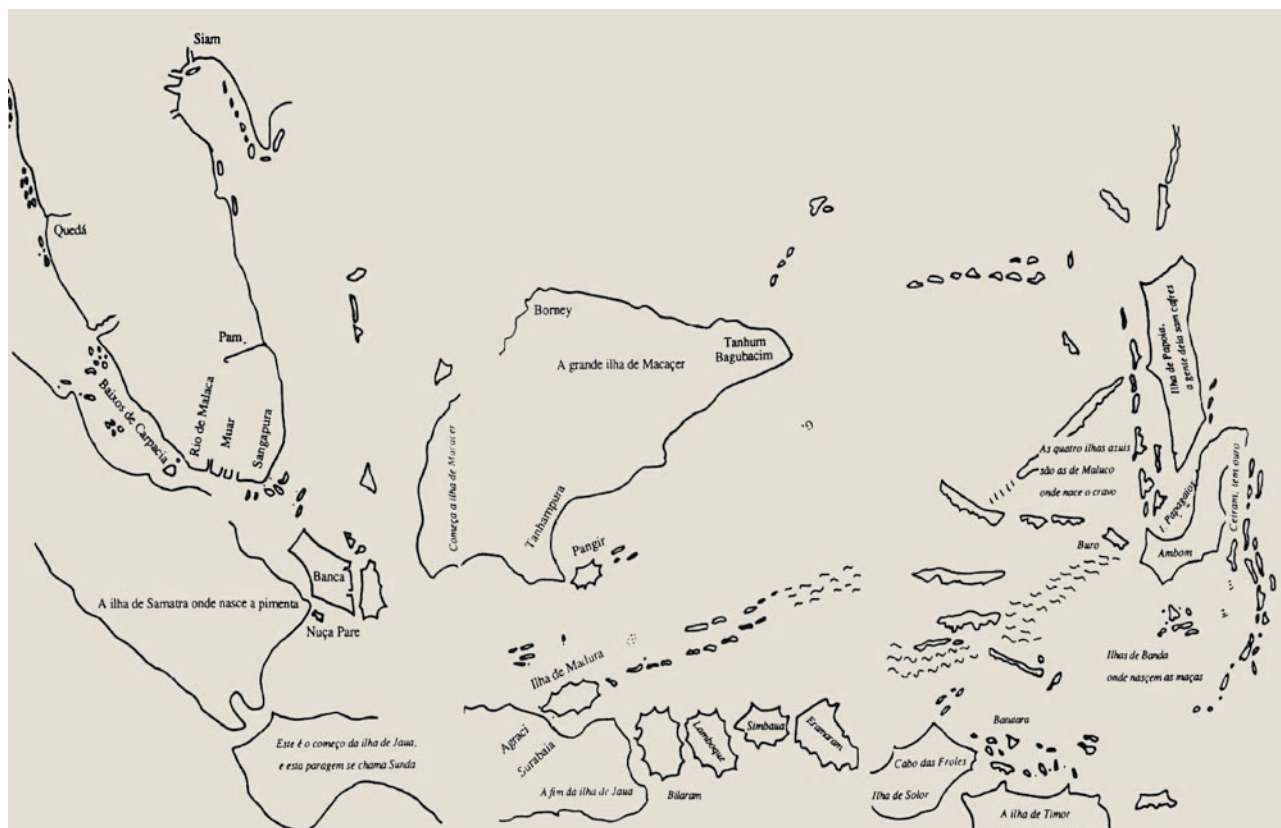 Siam
Quedá
Pam
Baixos de Carpacia
Rio de Malaca
Muar
Sangapura
Borney
A grande ilha de Macaçer
Tanhum
Bagubacim
Começa a ilha de Macaçer
Tanhampura
Pangir
Ilha de Papoia,
a gente dela sam cafres
As quatro ilhas azuis
são as de Maluco
onde nace o cravo
I. Papagaios
Ceiram, tem ouro
Buro
Ambom
A ilha de Samatra onde nasce a pimenta
Banca
Nuça Pare
Ilha de Madura
Ilhas de Banda
onde nasçem as maças
Este é o começo da ilha de Jaua,
e esta paragem se chama Sunda
Agraci
Surabaia
A fim da ilha de Jaua
Bilaram
Lamboque
Simbaua
Eramaram
Cabo das Froles
Ilha de Solor
Batutara
A ilha de Timor